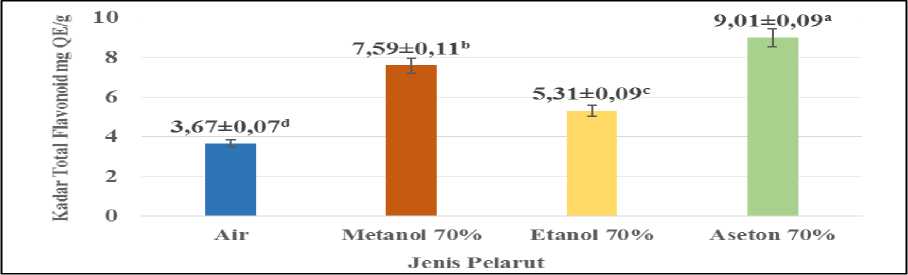 Kadar Total Flavonoid mg QE/g
10
8
6
4
2
0
3,67±0,07ᵈ
7,59±0,11ᵇ
5,31±0,09ᶜ
9,01±0,09ᵃ
Air
Metanol 70%
Etanol 70%
Aseton 70%
Jenis Pelarut